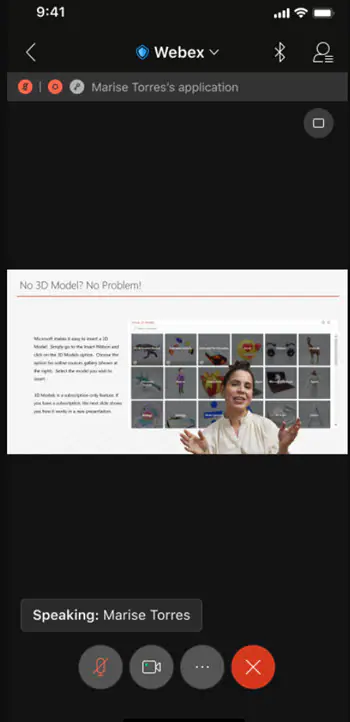 9:41
Webex
Marise Torres's application
No 3D Model? No Problem!
Microsoft makes it easy to insert a 3D
Model. Simply go to the Insert Ribbon and
click on the 3D Models option. Choose the
option for online sources gallery (shown at
the right). Select the model you wish to
insert.
3D Models is a subscription only feature. If
you have a subscription, the next slide shows
you how it works in a new presentation.
Speaking: Marise Torres